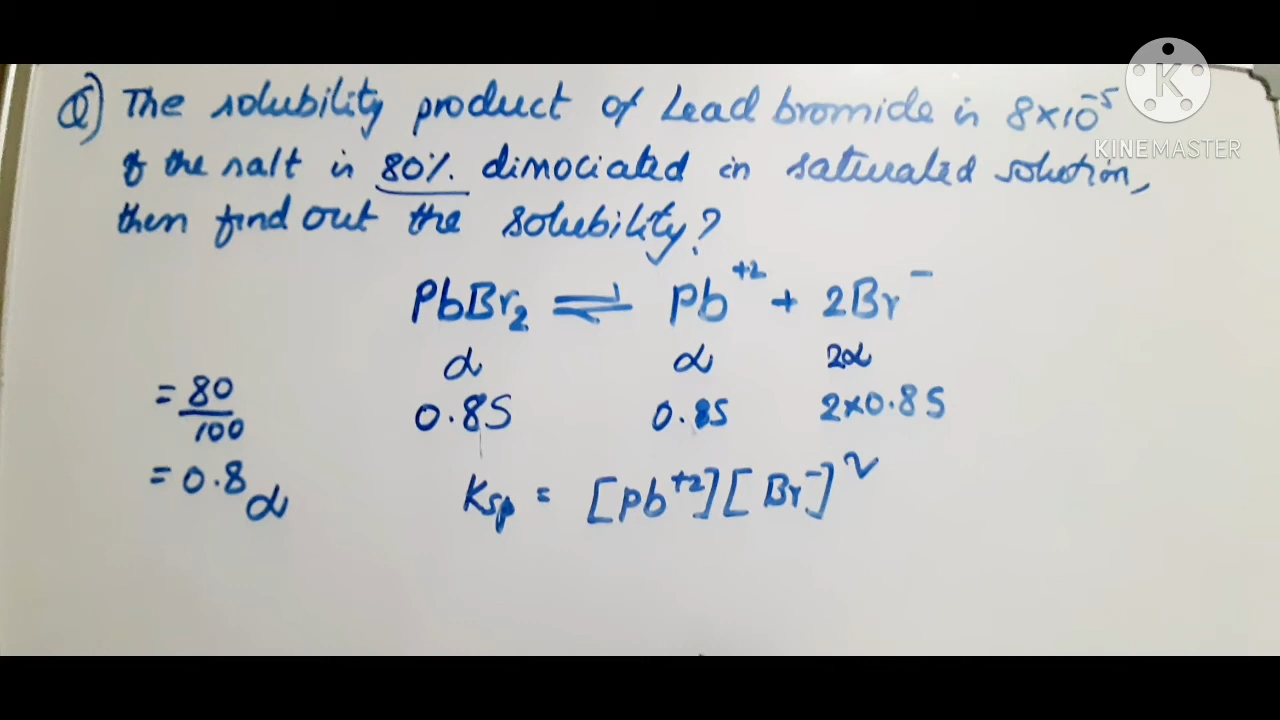 Q) The solubility product of Lead bromide is 8×10⁻⁵
If the salt is 80% dissociated in saturated solution,
then find out the solubility?
PbBr₂ ⇌ Pb⁺² + 2Br⁻
α α 2α
= 80/100
0.8S 0.8S 2×0.8S
= 0.8 α
Ksp = [Pb⁺²][Br⁻]²
K
KINEMASTER